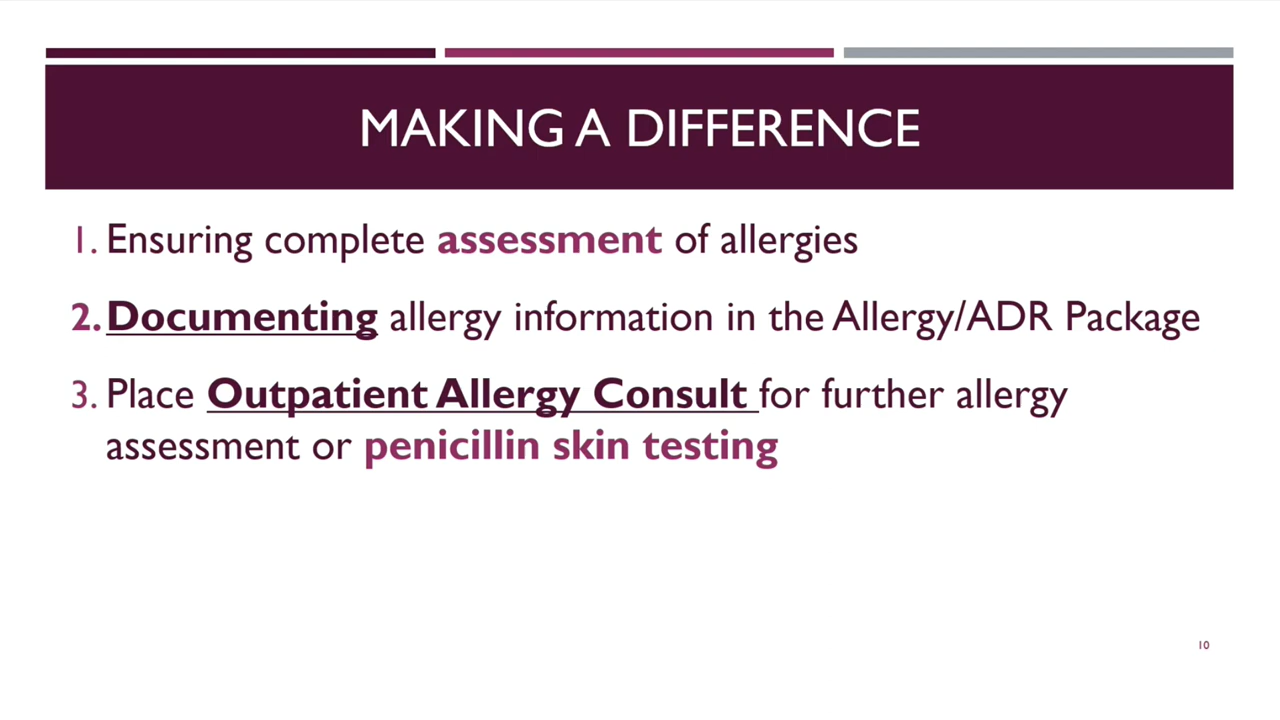 MAKING A DIFFERENCE
1. Ensuring complete assessment of allergies
2. Documenting allergy information in the Allergy/ADR Package
3. Place Outpatient Allergy Consult for further allergy
assessment or penicillin skin testing
10